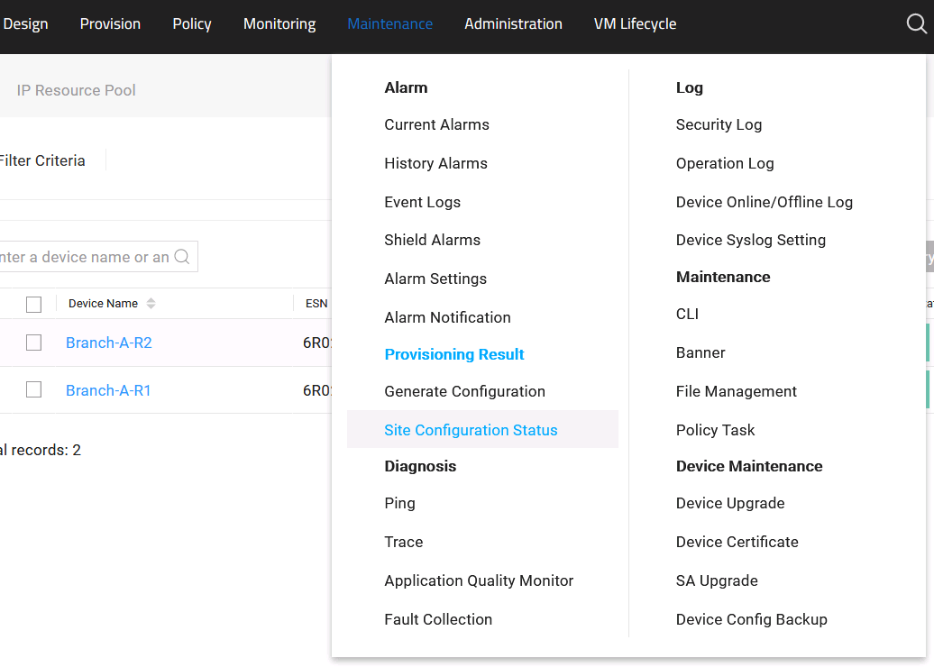 Design Provision Policy Monitoring Maintenance Administration VM Lifecycle
IP Resource Pool
Filter Criteria
nter a device name or an
Device Name ESN
Branch-A-R2 6R0
Branch-A-R1 6R0
al records: 2
Alarm
Current Alarms
History Alarms
Event Logs
Shield Alarms
Alarm Settings
Alarm Notification
Provisioning Result
Generate Configuration
Site Configuration Status
Diagnosis
Ping
Trace
Application Quality Monitor
Fault Collection
Log
Security Log
Operation Log
Device Online/Offline Log
Device Syslog Setting
Maintenance
CLI
Banner
File Management
Policy Task
Device Maintenance
Device Upgrade
Device Certificate
SA Upgrade
Device Config Backup